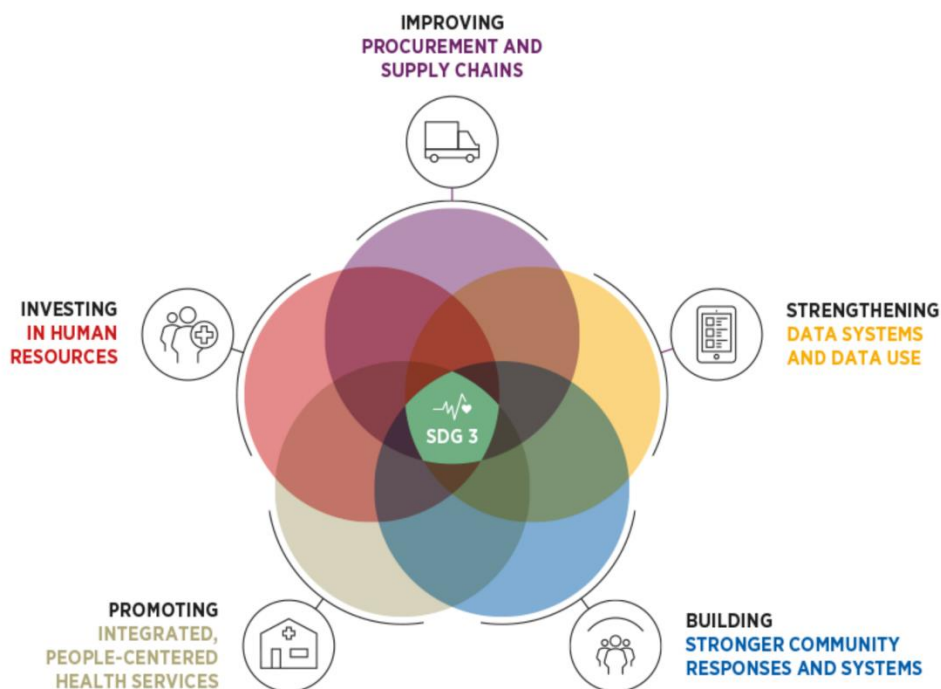 IMPROVING
PROCUREMENT AND
SUPPLY CHAINS
INVESTING
IN HUMAN
RESOURCES
STRENGTHENING
DATA SYSTEMS
AND DATA USE
SDG 3
PROMOTING
INTEGRATED,
PEOPLE-CENTERED
HEALTH SERVICES
BUILDING
STRONGER COMMUNITY
RESPONSES AND SYSTEMS